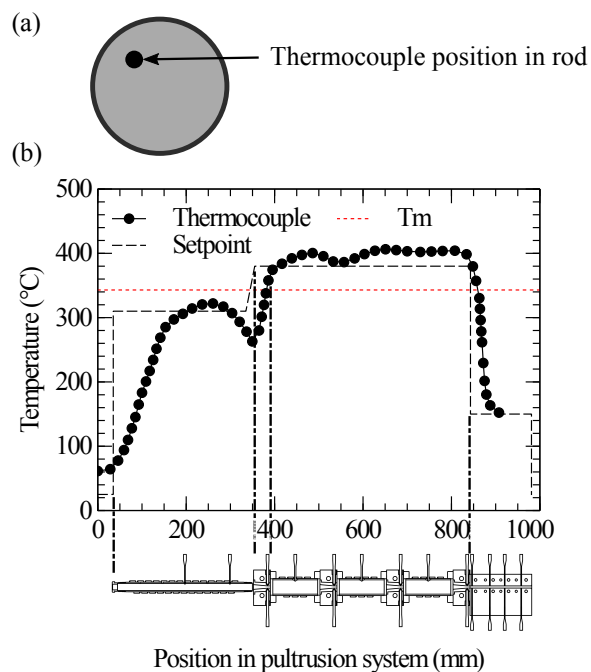 (a)
Thermocouple position in rod
(b)
500
400
300
200
100
0
Temperature (°C)
Thermocouple
Tm
Setpoint
0 200 400 600 800 1000
Position in pultrusion system (mm)